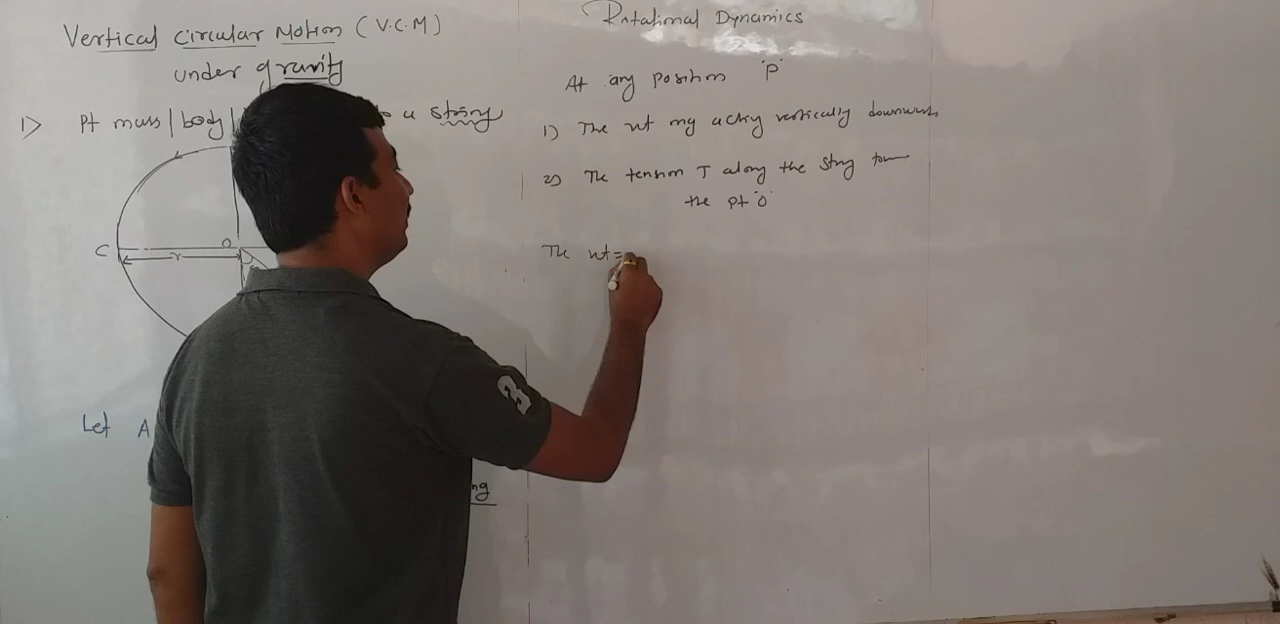 Vertical Circular Motion (V.C.M)
under gravity
1) Pt mass | body | a string
C r O
Let A
ng
3
Rotational Dynamics
At any position 'P'
1) The wt mg acting vertically downwards
2) The tension T along the string tow
the pt 'O'
The wt =